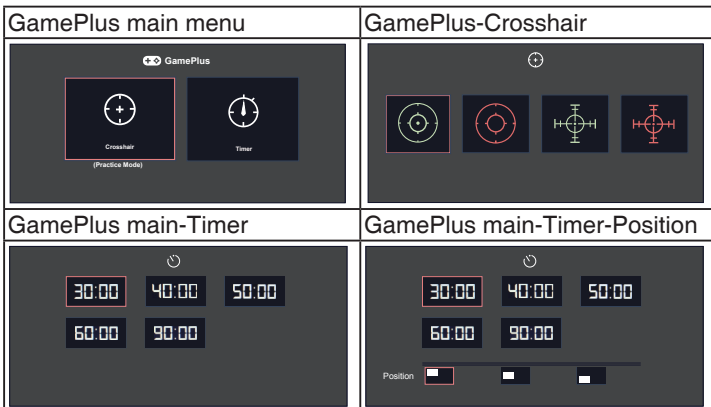 GamePlus main menu
GamePlus-Crosshair
GamePlus
Crosshair
Timer
(Practice Mode)
GamePlus main-Timer
GamePlus main-Timer-Position
30:00 40:00 50:00
60:00 90:00
30:00 40:00 50:00
60:00 90:00
Position